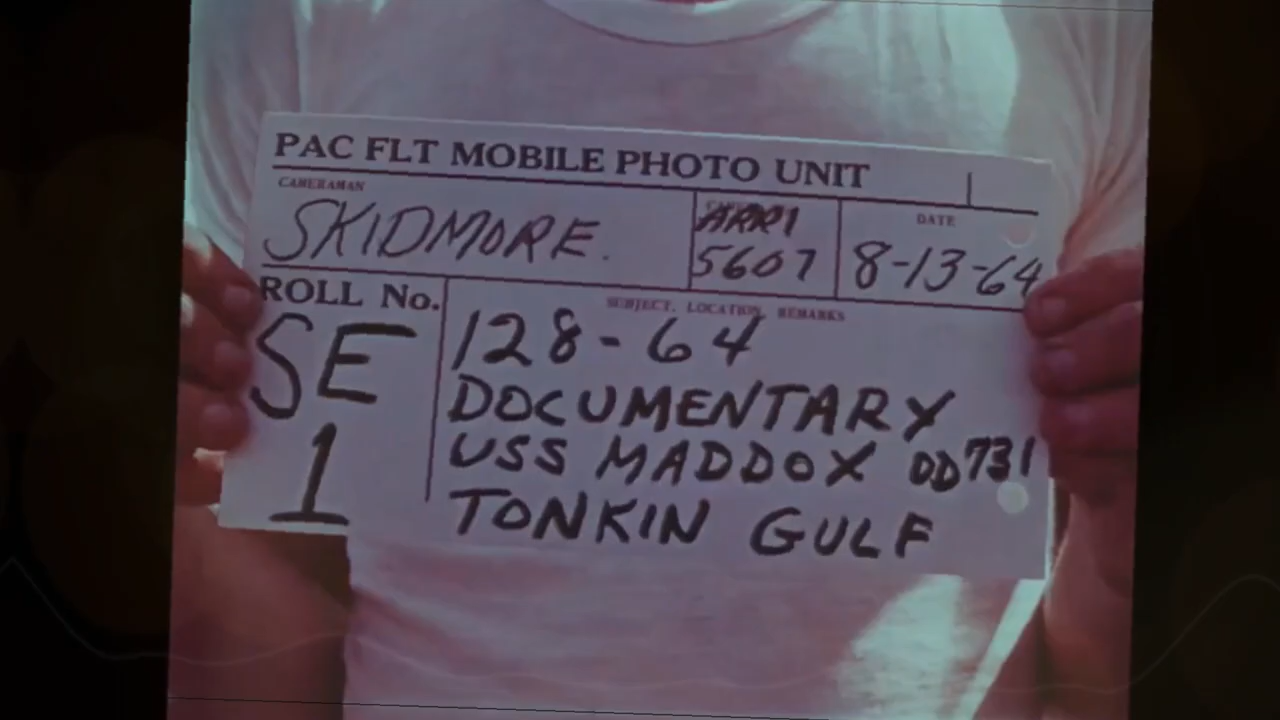 PAC FLT MOBILE PHOTO UNIT
CAMERAMAN
SKIDMORE.
ARRI
5607
DATE
8-13-64
ROLL No.
SE
1
SUBJECT, LOCATION, REMARKS
128-64
DOCUMENTARY
USS MADDOX DD731
TONKIN GULF